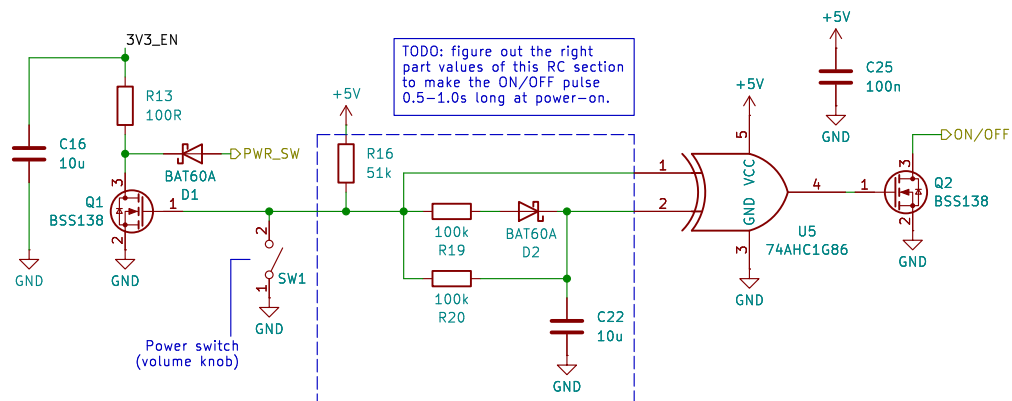 3V3_EN
R13
100R
C16
10u
BAT60A
D1
PWR_SW
Q1
BSS138
3
1
2
GND
GND
2
1
SW1
GND
Power switch
(volume knob)
+5V
R16
51k
TODO: figure out the right
part values of this RC section
to make the ON/OFF pulse
0.5-1.0s long at power-on.
100k
R19
BAT60A
D2
100k
R20
C22
10u
GND
+5V
5
VCC
GND
3
1
2
4
U5
74AHC1G86
GND
+5V
C25
100n
GND
ON/OFF
3
1
2
Q2
BSS138
GND